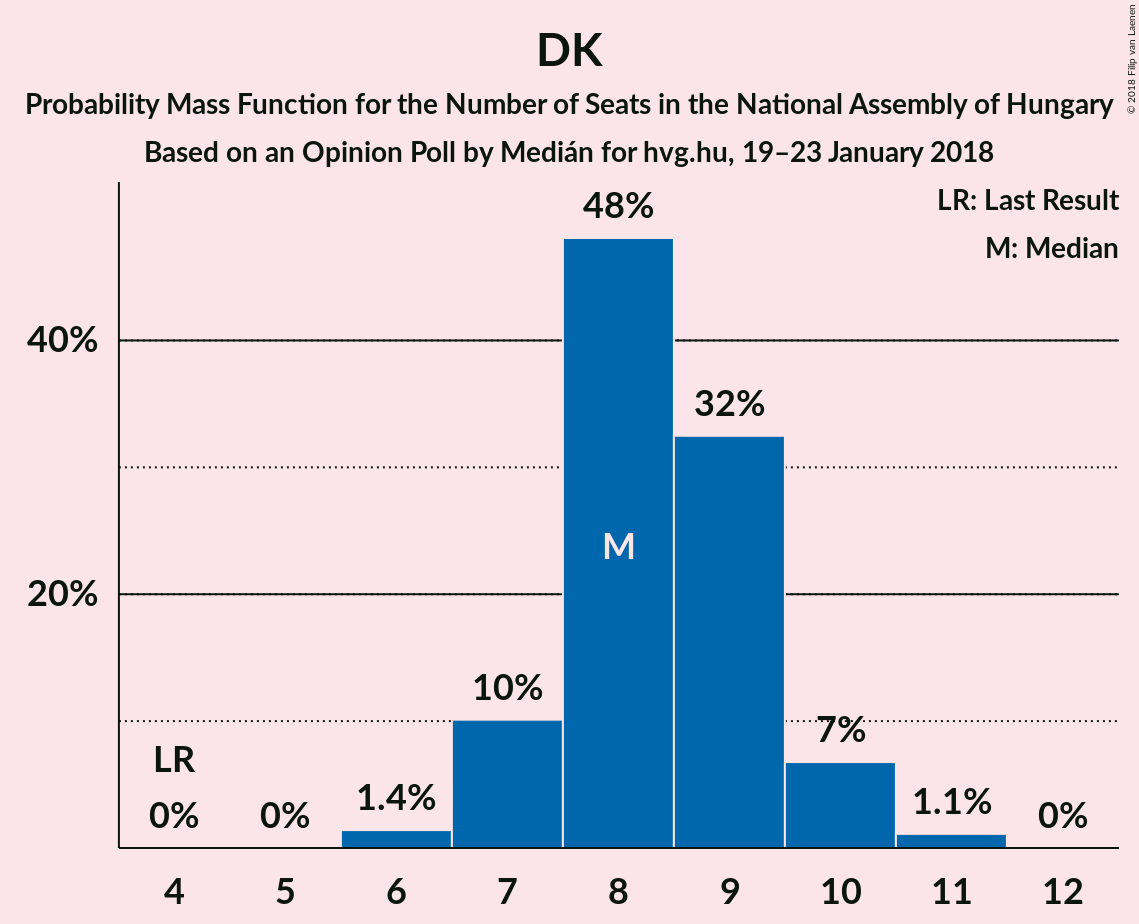 DK
Probability Mass Function for the Number of Seats in the National Assembly of Hungary
Based on an Opinion Poll by Medián for hvg.hu, 19–23 January 2018
© 2018 Filip van Laenen
LR: Last Result
M: Median
48%
40%
32%
M
20%
10%
7%
LR
0%
0%
1.4%
1.1%
0%
4 5 6 7 8 9 10 11 12